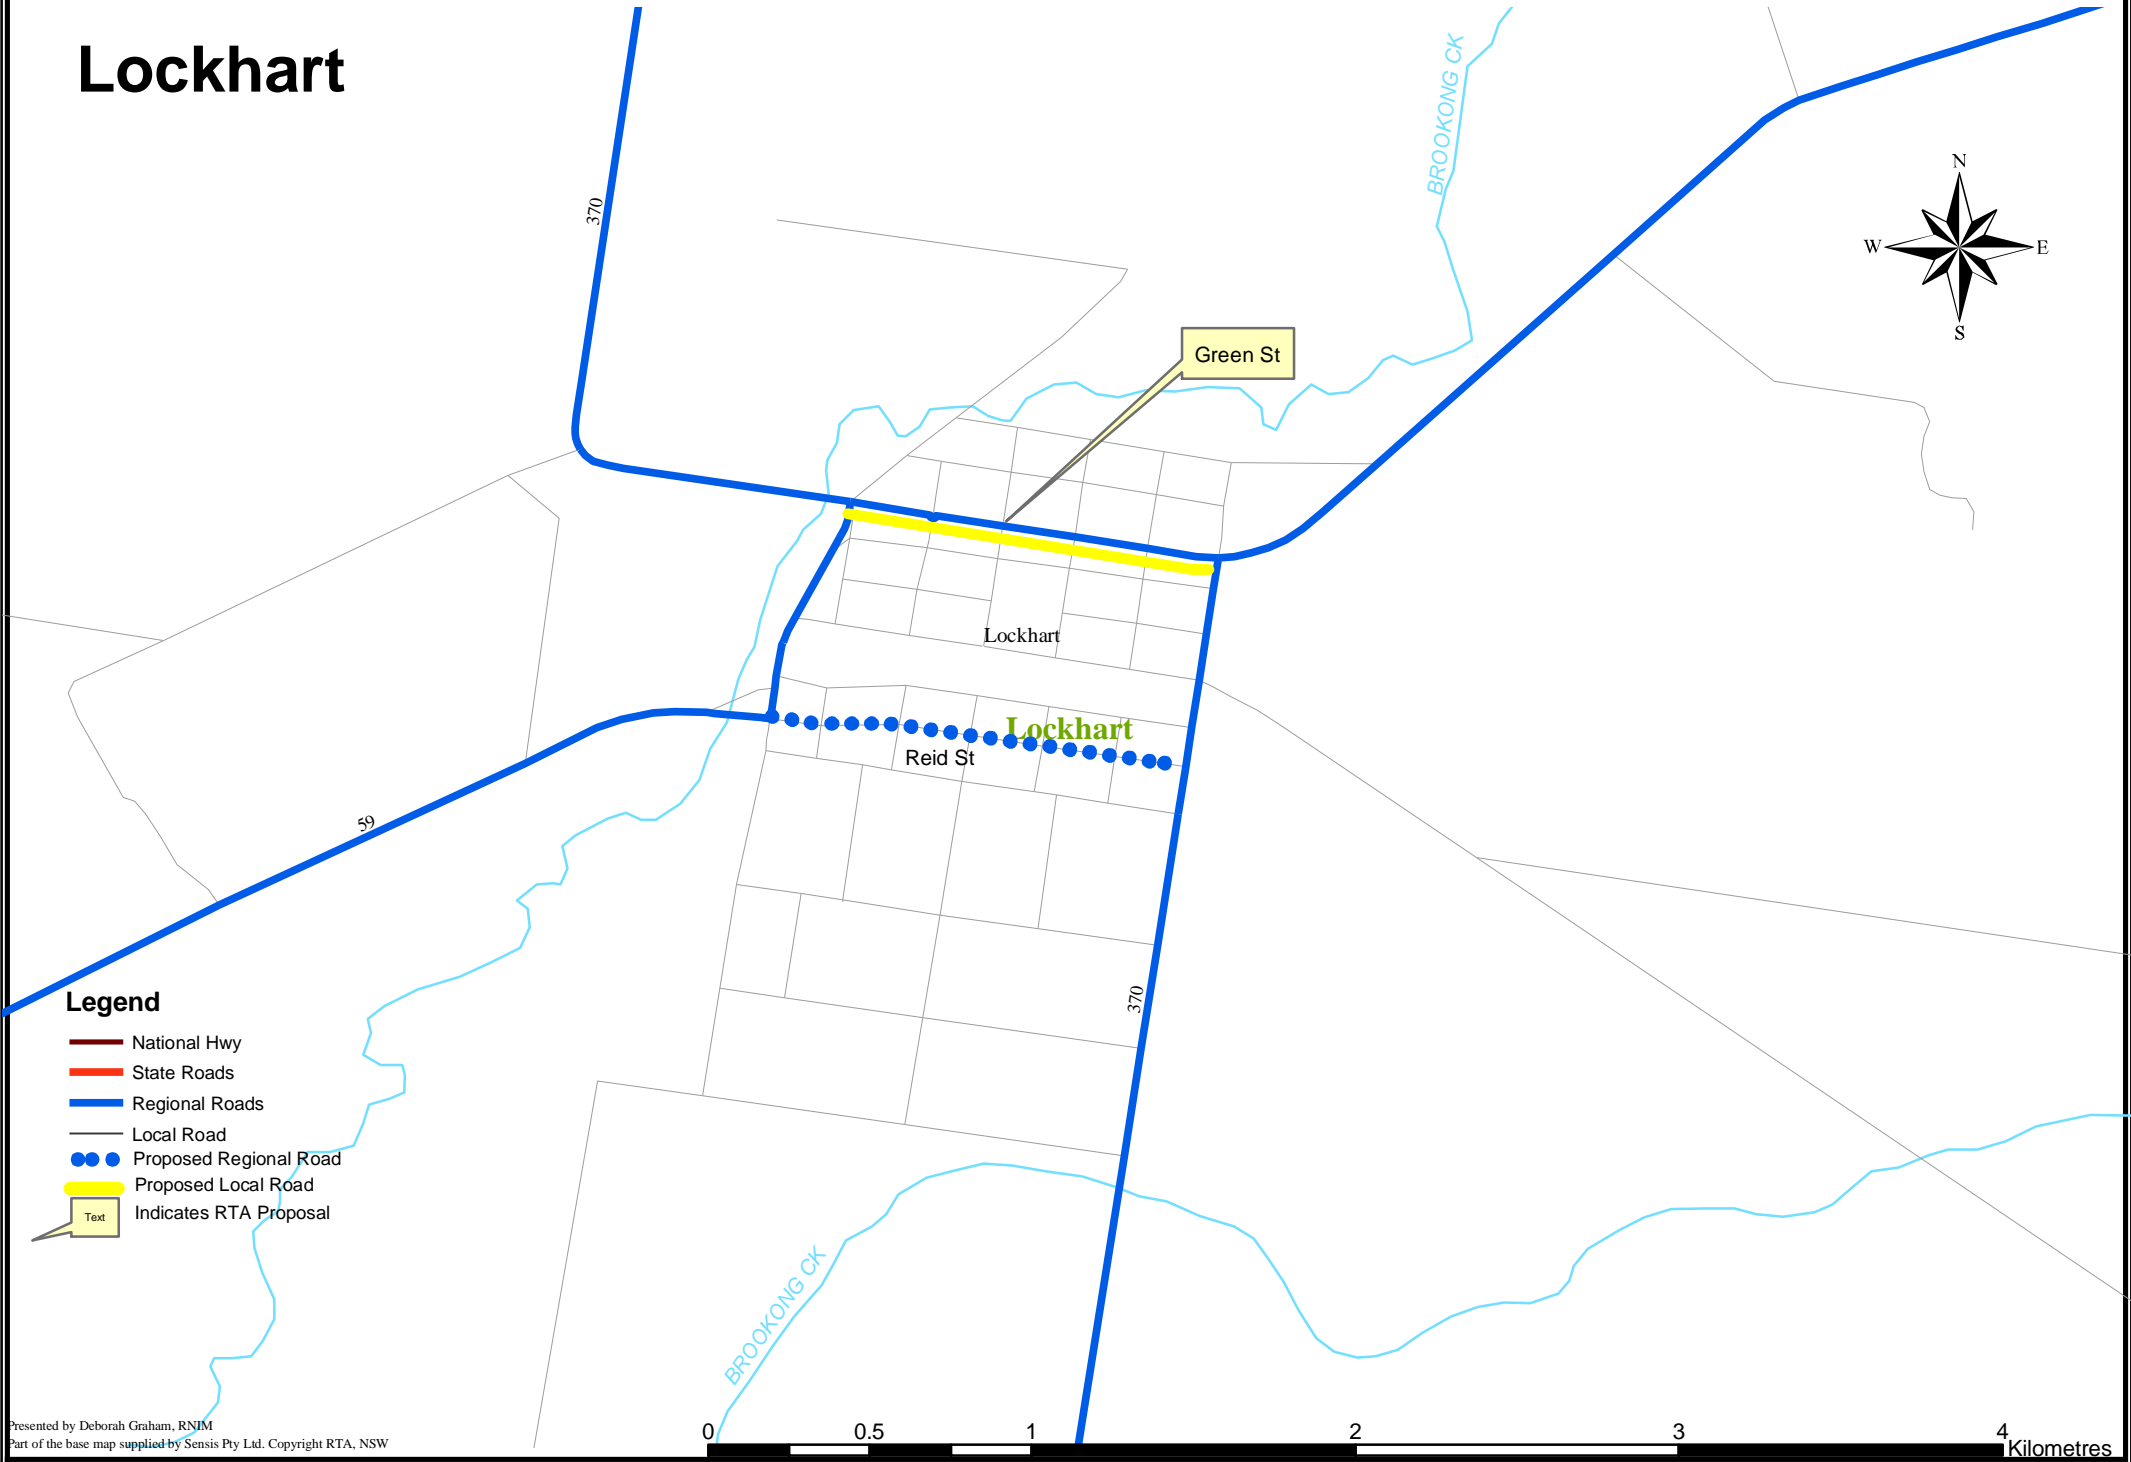 Lockhart
BROOKONG CK
370
N
W
E
S
Green St
Lockhart
Lockhart
Reid St
59
370
Legend
National Hwy
State Roads
Regional Roads
Local Road
Proposed Regional Road
Proposed Local Road
Text
Indicates RTA Proposal
BROOKONG CK
Presented by Deborah Graham, RNIM
Part of the base map supplied by Sensis Pty Ltd. Copyright RTA, NSW
0 0.5 1 2 3 4
Kilometres